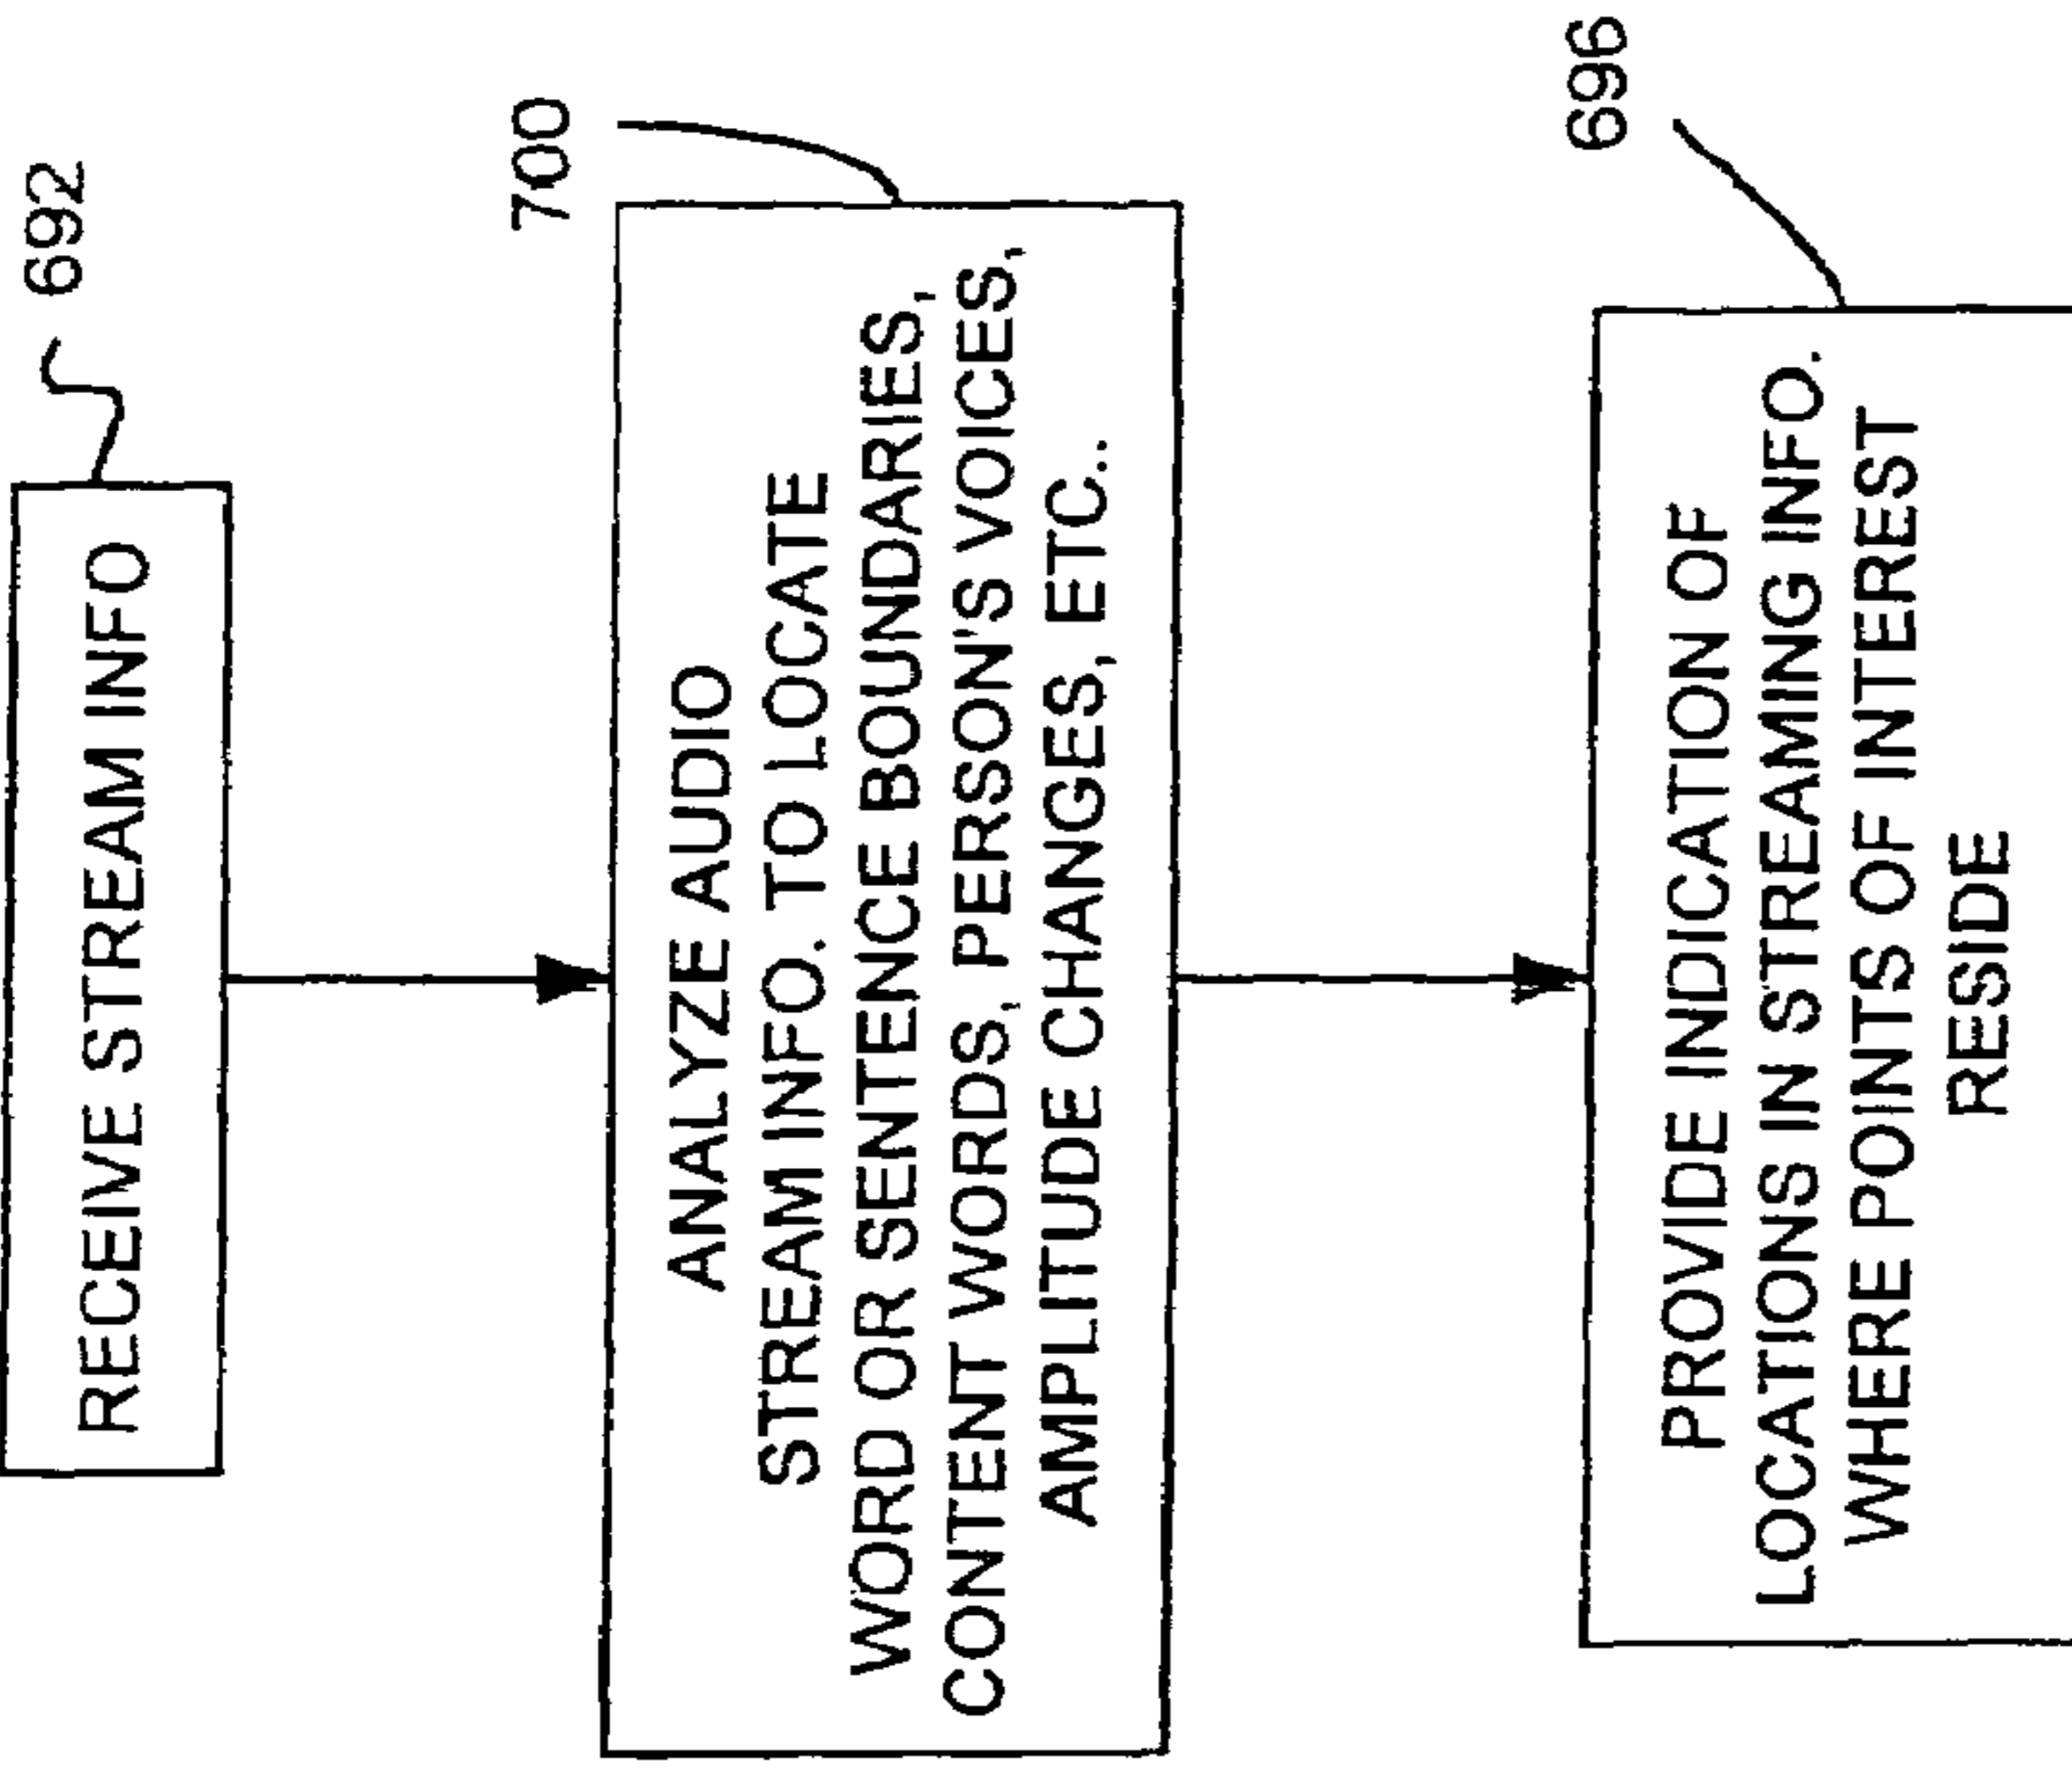 692
RECEIVE STREAM INFO
700
ANALYZE AUDIO
STREAM INFO. TO LOCATE
WORD OR SENTENCE BOUNDARIES,
CONTENT WORDS, PERSON'S VOICES,
AMPLITUDE CHANGES, ETC..
696
PROVIDE INDICATION OF
LOCATIONS IN STREAMING INFO.
WHERE POINTS OF INTEREST
RESIDE